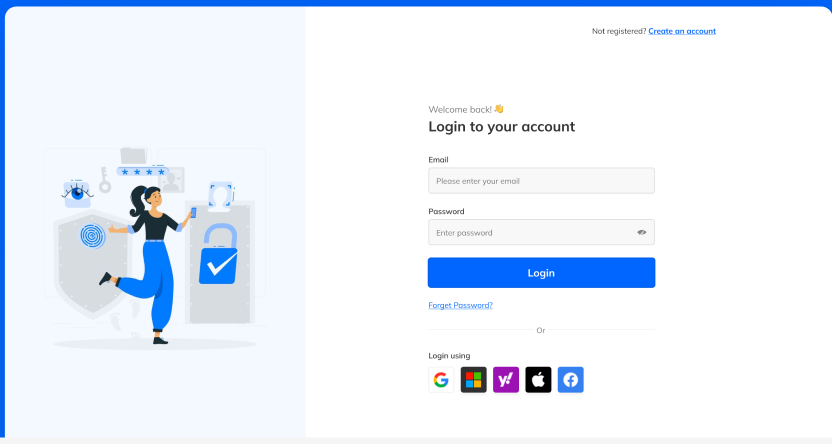 Not registered? Create an account
Welcome back! 👋
Login to your account
Email
Please enter your email
Password
Enter password
Login
Forget Password?
Or
Login using
y!